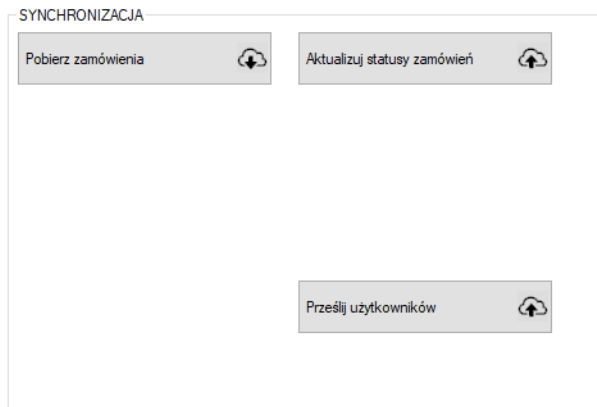 SYNCHRONIZACJA
Pobierz zamówienia
Aktualizuj statusy zamówień
Prześlij użytkowników